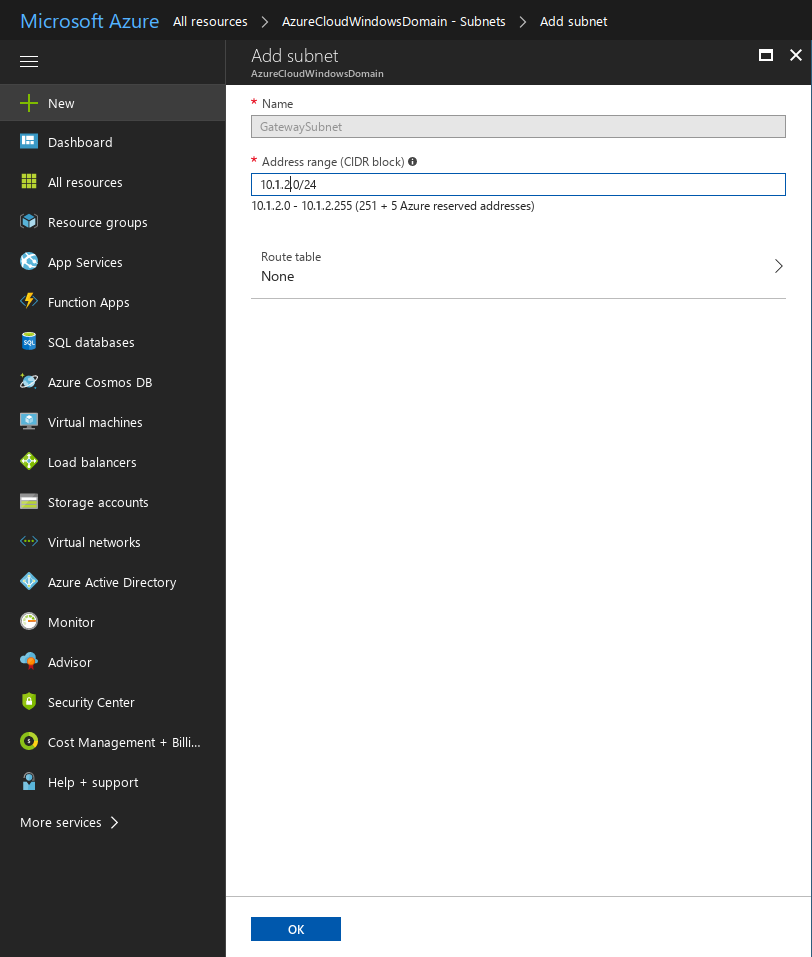 Microsoft Azure All resources AzureCloudWindowsDomain - Subnets Add subnet
Add subnet
AzureCloudWindowsDomain
New
Dashboard
All resources
Resource groups
App Services
Function Apps
SQL databases
Azure Cosmos DB
Virtual machines
Load balancers
Storage accounts
Virtual networks
Azure Active Directory
Monitor
Advisor
Security Center
Cost Management + Billi...
Help + support
More services
* Name
GatewaySubnet
* Address range (CIDR block)
10.1.2.0/24
10.1.2.0 - 10.1.2.255 (251 + 5 Azure reserved addresses)
Route table
None
OK